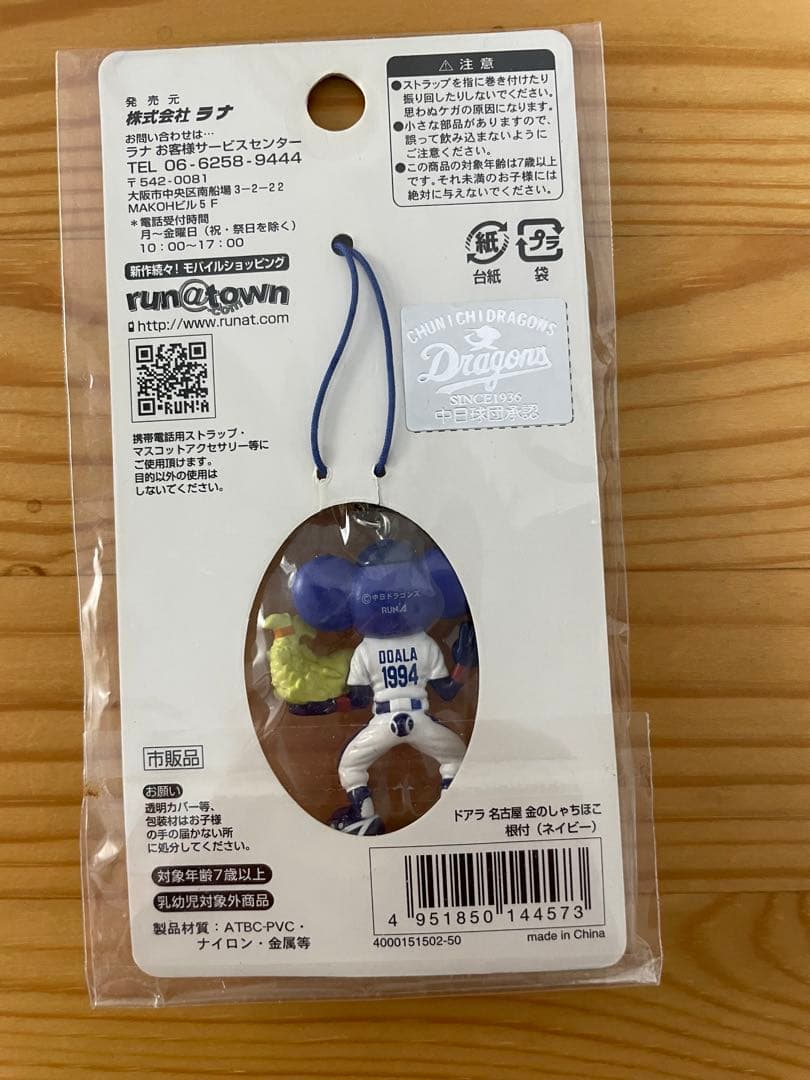 発売元
株式会社 ラナ
お問い合わせは…
ラナ お客様サービスセンター
TEL 06-6258-9444
〒542-0081
大阪市中央区南船場3-2-22
MAKOHビル5F
*電話受付時間
月〜金曜日(祝・祭日を除く)
10:00〜17:00
新作続々!モバイルショッピング
run@town
.com
http://www.runat.com
RUN'A
携帯電話用ストラップ・
マスコットアクセサリー等に
ご使用頂けます。
目的以外の使用は
しないでください。
⚠ 注意
●ストラップを指に巻き付けたり
振り回したりしないでください。
思わぬケガの原因になります。
●小さな部品がありますので、
誤って飲み込まないように
ご注意ください。
●この商品の対象年齢は7歳以上
です。それ未満のお子様には
絶対に与えないでください。
紙
台紙
プラ
袋
CHUNICHI DRAGONS
Dragons
SINCE1936
中日球団承認
©中日ドラゴンズ
RUN'A
DOALA
1994
市販品
お願い
透明カバー等、
包装材はお子様
の手の届かない所
に処分してください。
対象年齢7歳以上
乳幼児対象外商品
製品材質:ATBC-PVC・
ナイロン・金属等
ドアラ 名古屋 金のしゃちほこ
根付(ネイビー)
4 951850 144573
4000151502-50
made in China